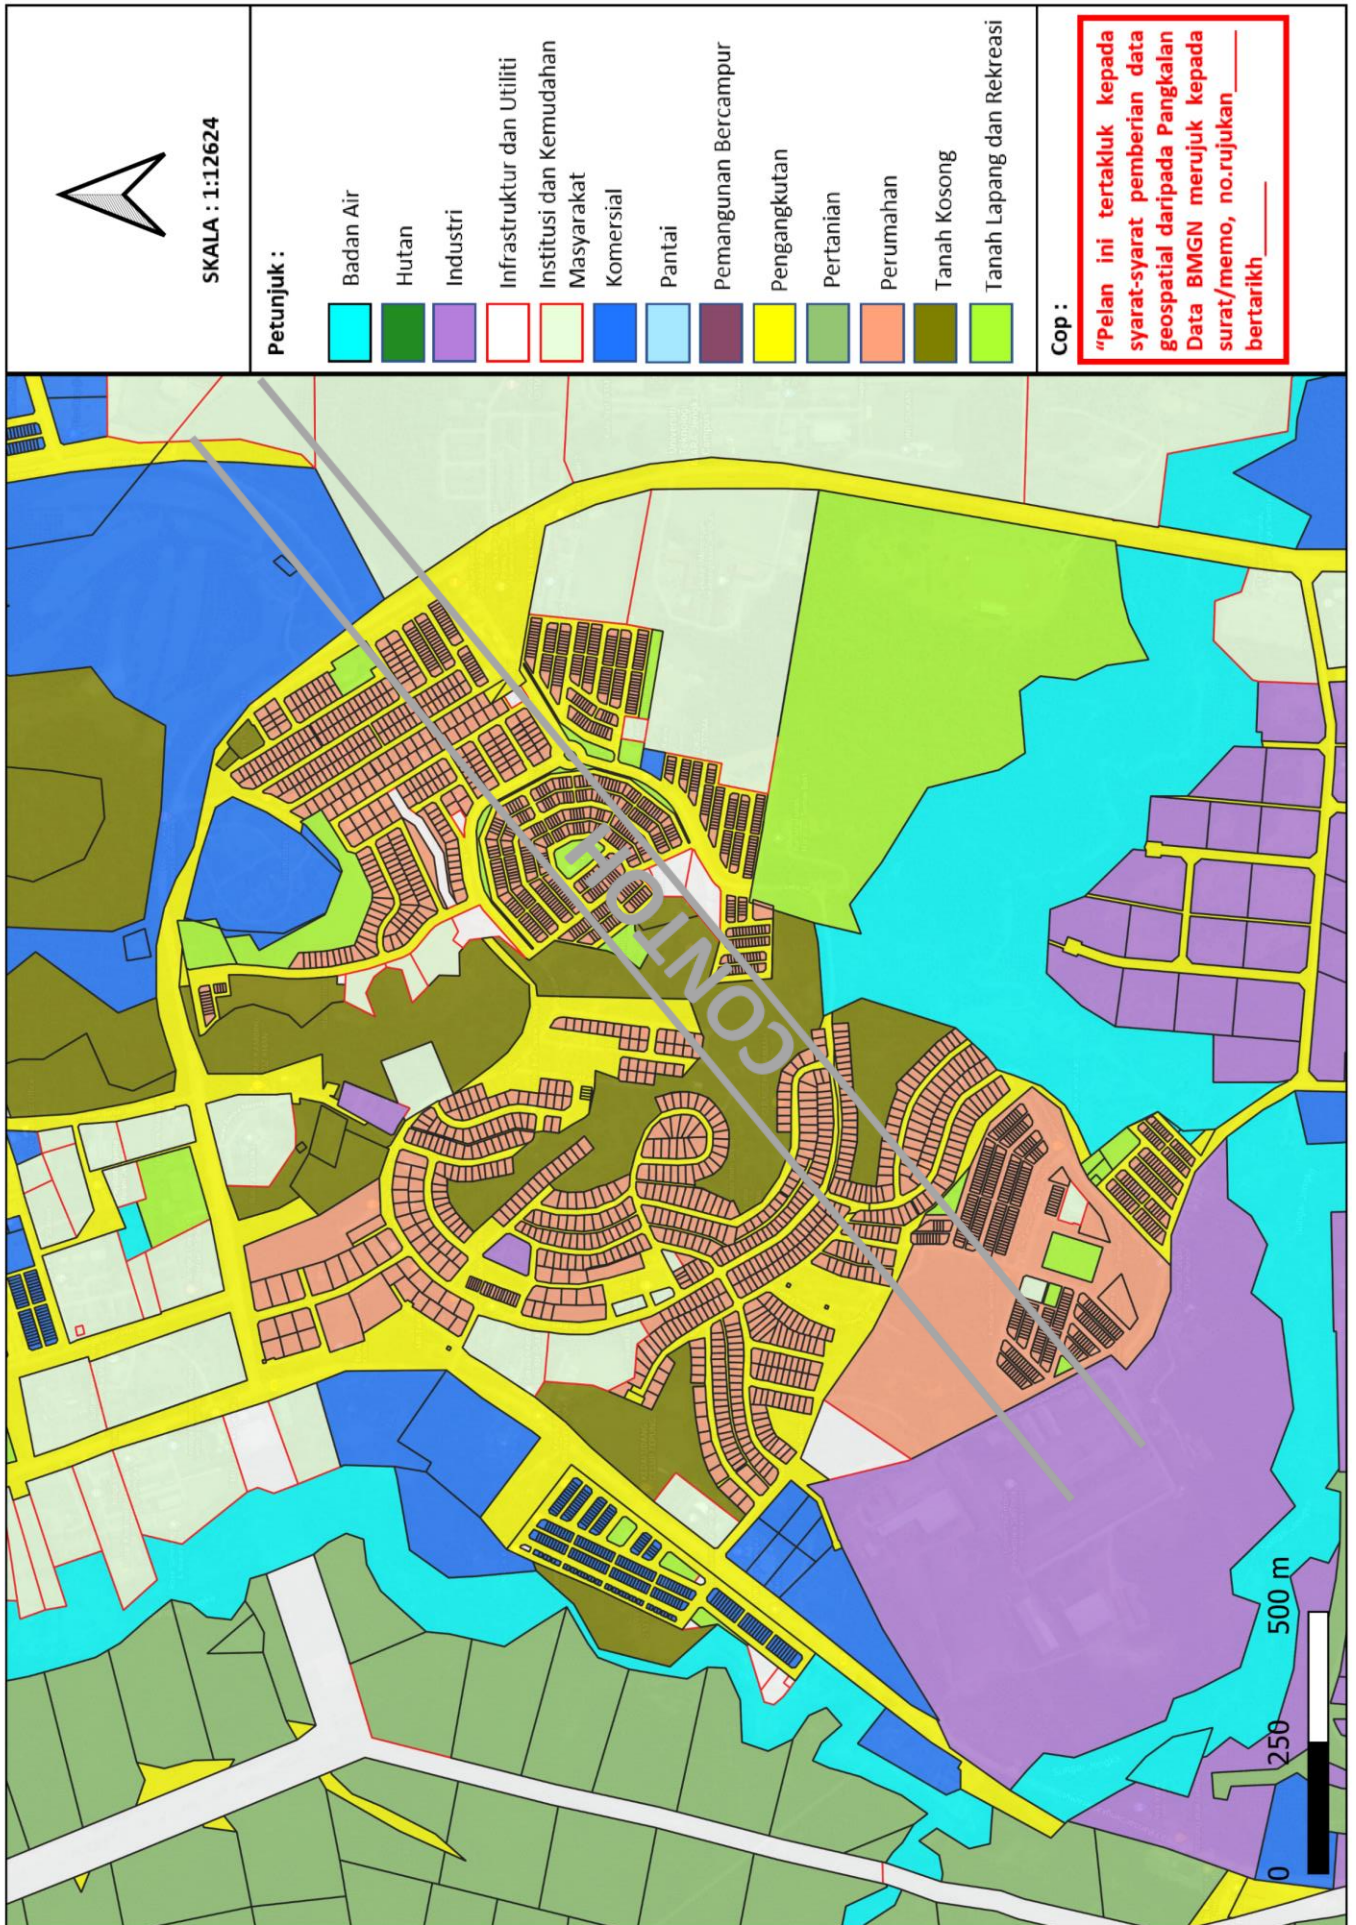 SKALA : 1:12624
Petunjuk :
Badan Air
Hutan
Industri
Infrastruktur dan Utiliti
Institusi dan Kemudahan
Masyarakat
Komersial
Pantai
Pemangunan Bercampur
Pengangkutan
Pertanian
Perumahan
Tanah Kosong
Tanah Lapang dan Rekreasi
Cop :
“Pelan ini tertakluk kepada
syarat-syarat pemberian data
geospatial daripada Pangkalan
Data BMGN merujuk kepada
surat/memo, no.rujukan_____
bertarikh______
CONTOH
0 250 500 m